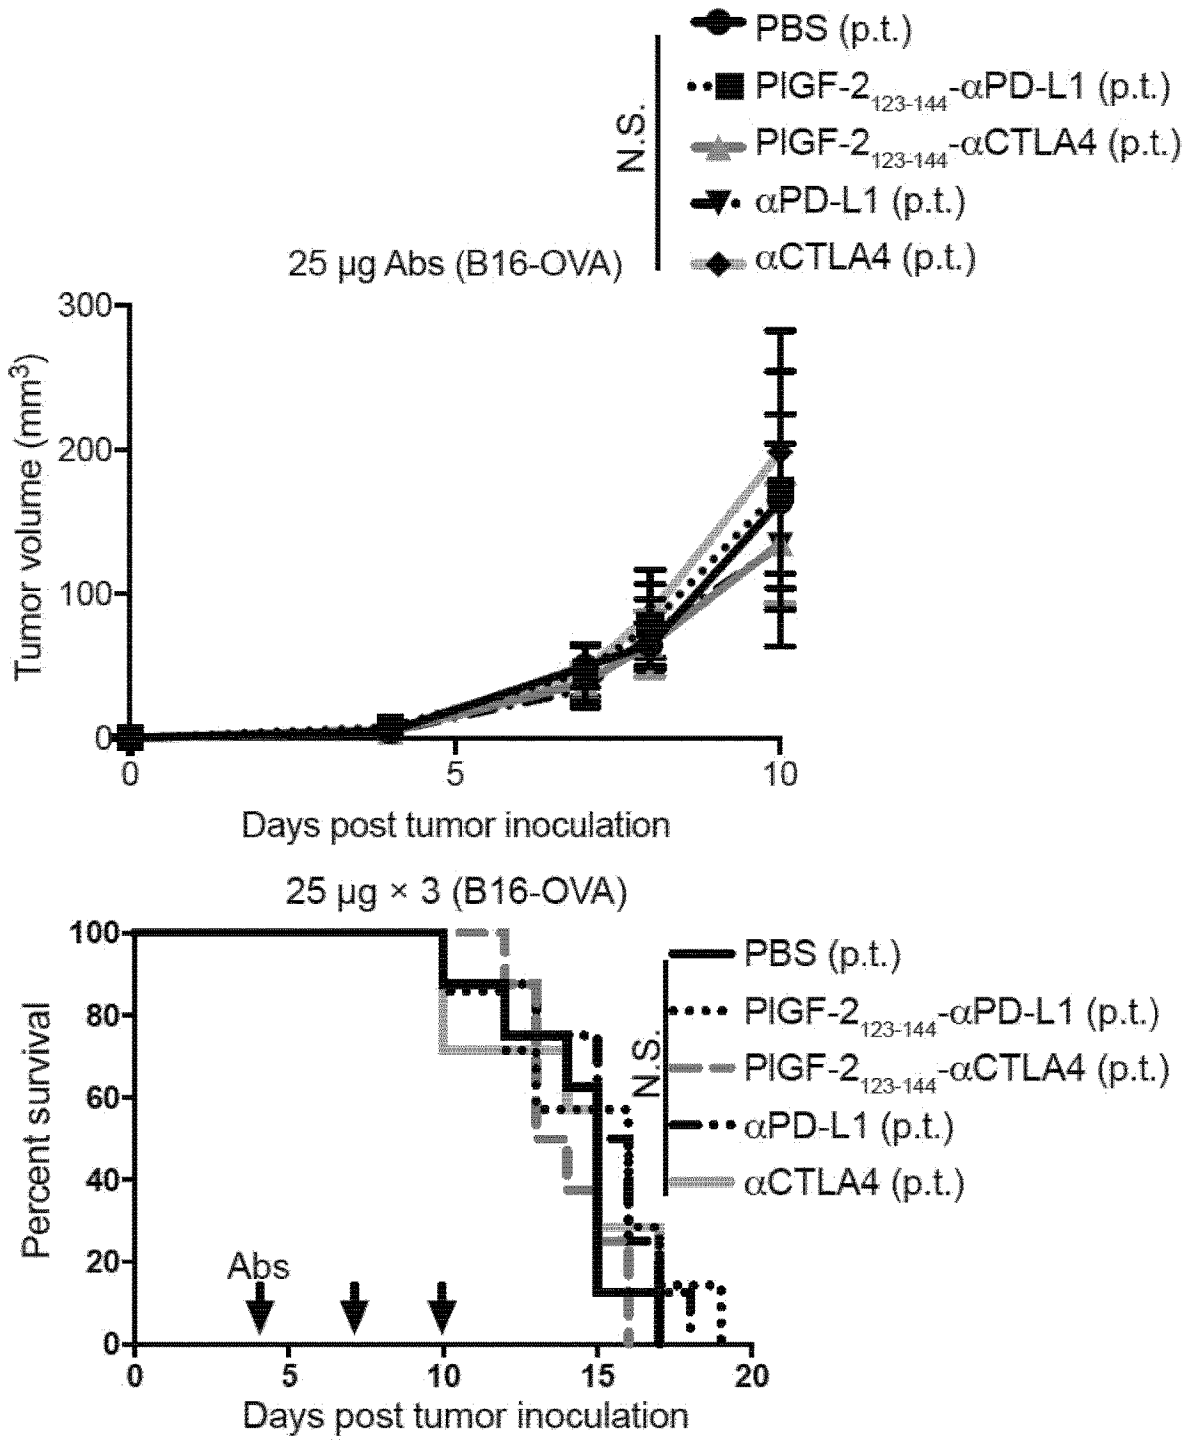 PBS (p.t.)
PlGF-2123-144-αPD-L1 (p.t.)
PlGF-2123-144-αCTLA4 (p.t.)
αPD-L1 (p.t.)
αCTLA4 (p.t.)
N.S.
25 µg Abs (B16-OVA)
Tumor volume (mm3)
300
200
100
0
0 5 10
Days post tumor inoculation
25 µg × 3 (B16-OVA)
Percent survival
100
80
60
40
20
0
Abs
0 5 10 15 20
Days post tumor inoculation
N.S.
PBS (p.t.)
PlGF-2123-144-αPD-L1 (p.t.)
PlGF-2123-144-αCTLA4 (p.t.)
αPD-L1 (p.t.)
αCTLA4 (p.t.)